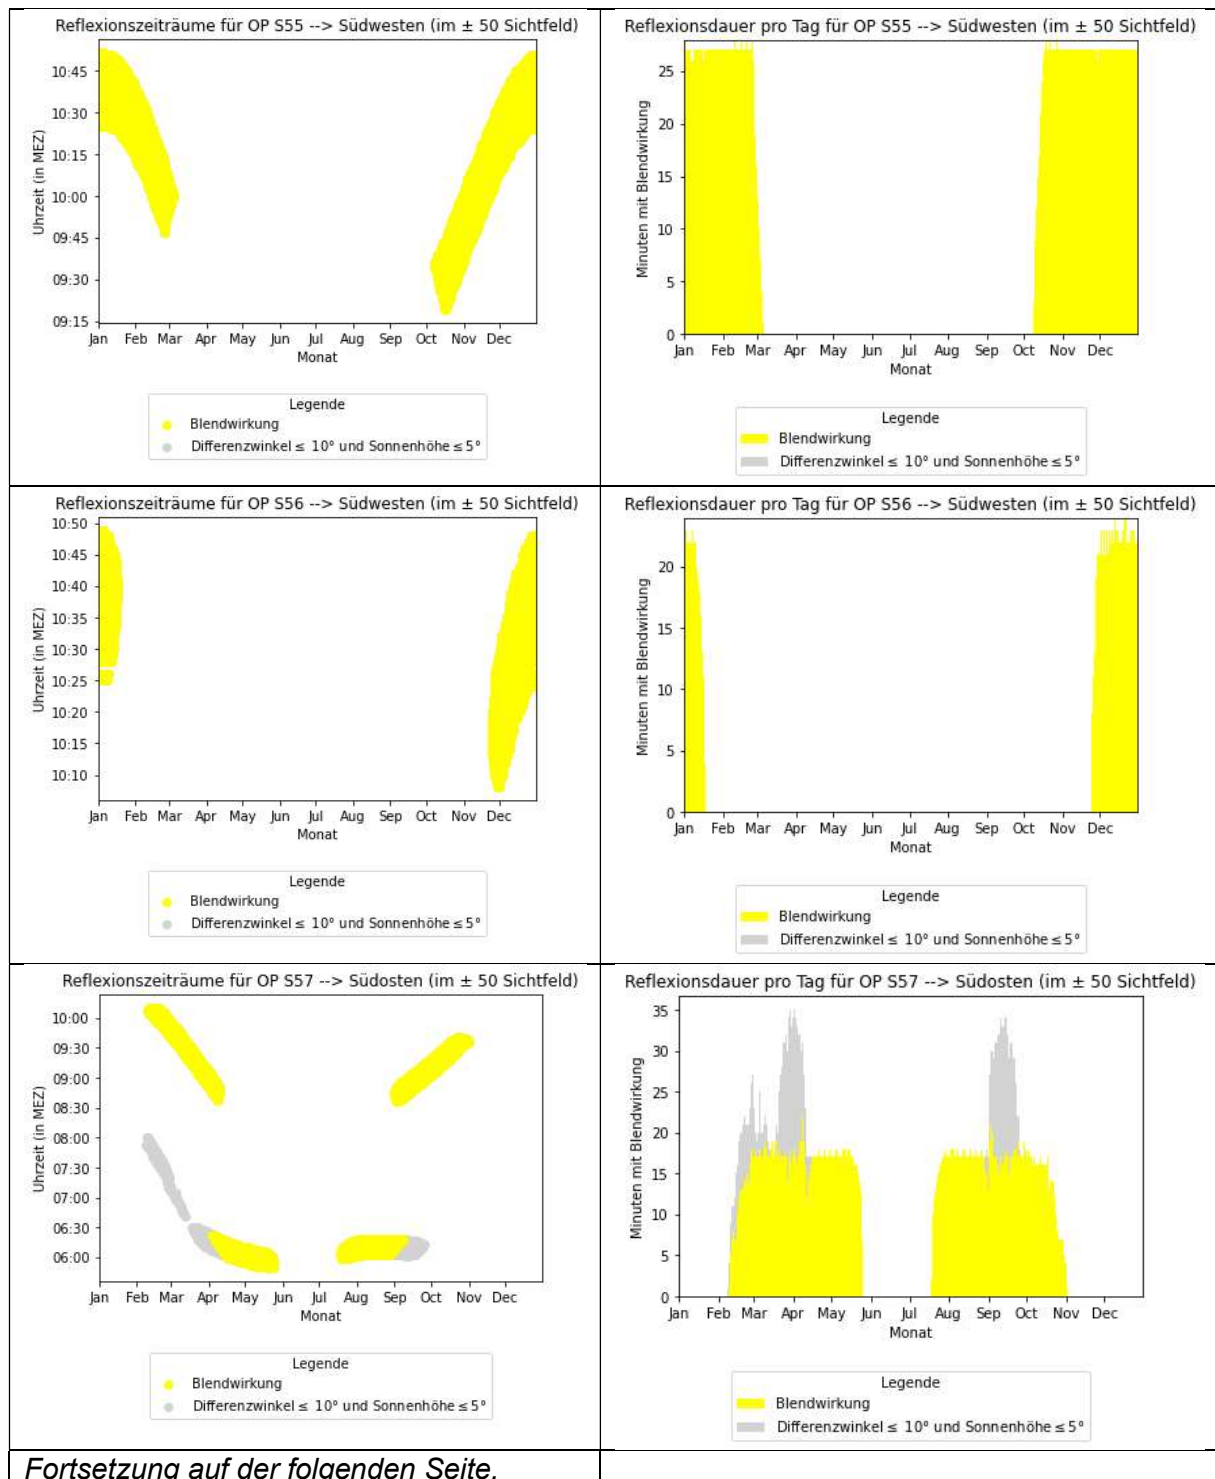 Reflexionszeiträume für OP S55 --> Südwesten (im ± 50 Sichtfeld)
10:45
10:30
10:15
10:00
09:45
09:30
09:15
Uhrzeit (in MEZ)
Jan Feb Mar Apr May Jun Jul Aug Sep Oct Nov Dec
Monat
Legende
Blendwirkung
Differenzwinkel ≤ 10° und Sonnenhöhe ≤ 5°
Reflexionsdauer pro Tag für OP S55 --> Südwesten (im ± 50 Sichtfeld)
25
20
15
10
5
0
Minuten mit Blendwirkung
Jan Feb Mar Apr May Jun Jul Aug Sep Oct Nov Dec
Monat
Legende
Blendwirkung
Differenzwinkel ≤ 10° und Sonnenhöhe ≤ 5°
Reflexionszeiträume für OP S56 --> Südwesten (im ± 50 Sichtfeld)
10:50
10:45
10:40
10:35
10:30
10:25
10:20
10:15
10:10
Uhrzeit (in MEZ)
Jan Feb Mar Apr May Jun Jul Aug Sep Oct Nov Dec
Monat
Legende
Blendwirkung
Differenzwinkel ≤ 10° und Sonnenhöhe ≤ 5°
Reflexionsdauer pro Tag für OP S56 --> Südwesten (im ± 50 Sichtfeld)
20
15
10
5
0
Minuten mit Blendwirkung
Jan Feb Mar Apr May Jun Jul Aug Sep Oct Nov Dec
Monat
Legende
Blendwirkung
Differenzwinkel ≤ 10° und Sonnenhöhe ≤ 5°
Reflexionszeiträume für OP S57 --> Südosten (im ± 50 Sichtfeld)
10:00
09:30
09:00
08:30
08:00
07:30
07:00
06:30
06:00
Uhrzeit (in MEZ)
Jan Feb Mar Apr May Jun Jul Aug Sep Oct Nov Dec
Monat
Legende
Blendwirkung
Differenzwinkel ≤ 10° und Sonnenhöhe ≤ 5°
Reflexionsdauer pro Tag für OP S57 --> Südosten (im ± 50 Sichtfeld)
35
30
25
20
15
10
5
0
Minuten mit Blendwirkung
Jan Feb Mar Apr May Jun Jul Aug Sep Oct Nov Dec
Monat
Legende
Blendwirkung
Differenzwinkel ≤ 10° und Sonnenhöhe ≤ 5°
Fortsetzung auf der folgenden Seite.